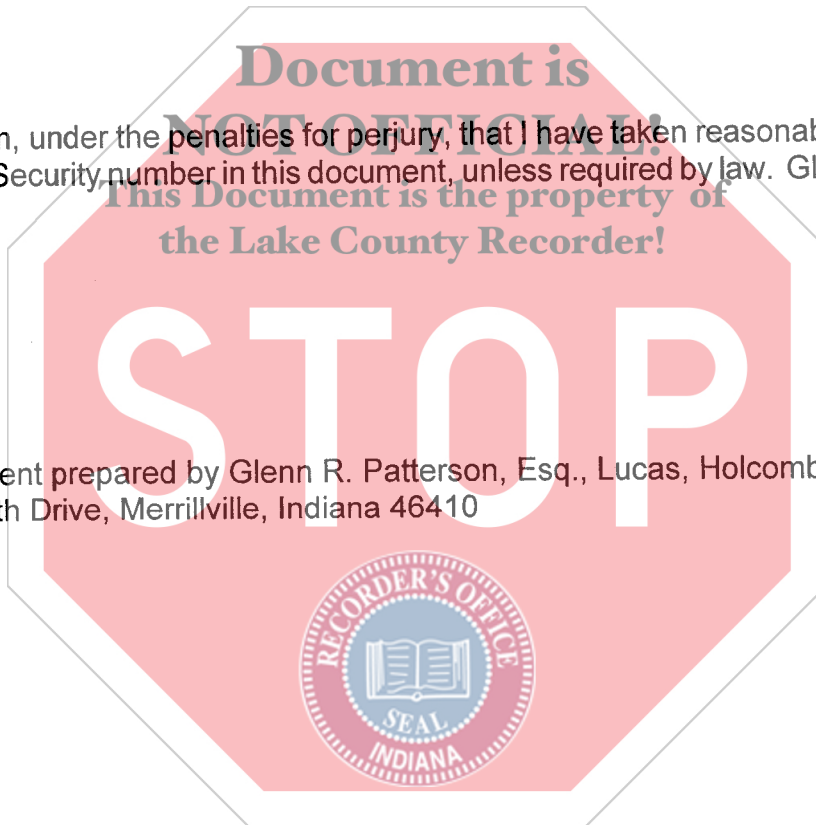 Document is
NOT OFFICIAL!
n, under the penalties for perjury, that I have taken reasonab
Security number in this document, unless required by law. Gl
This Document is the property of
the Lake County Recorder!
STOP
ent prepared by Glenn R. Patterson, Esq., Lucas, Holcomb
th Drive, Merrillville, Indiana 46410
RECORDER'S OFFICE
SEAL
INDIANA